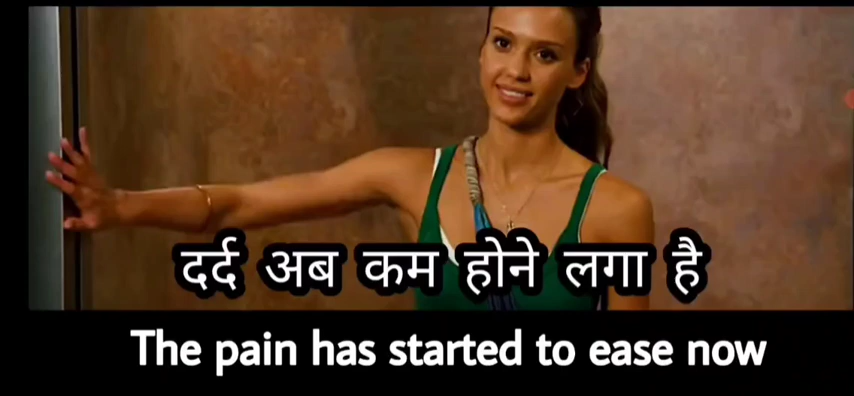 दर्द अब कम होने लगा है
The pain has started to ease now